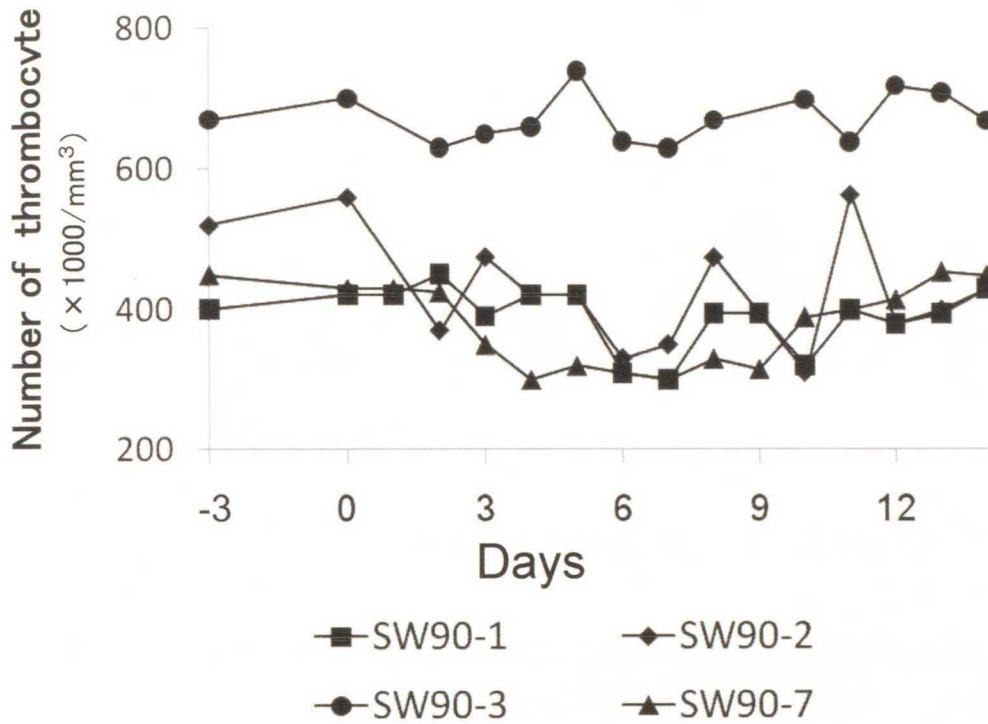 Number of thrombocyte
(×1000/mm³)
800
600
400
200
-3 0 3 6 9 12
Days
SW90-1 SW90-2
SW90-3 SW90-7